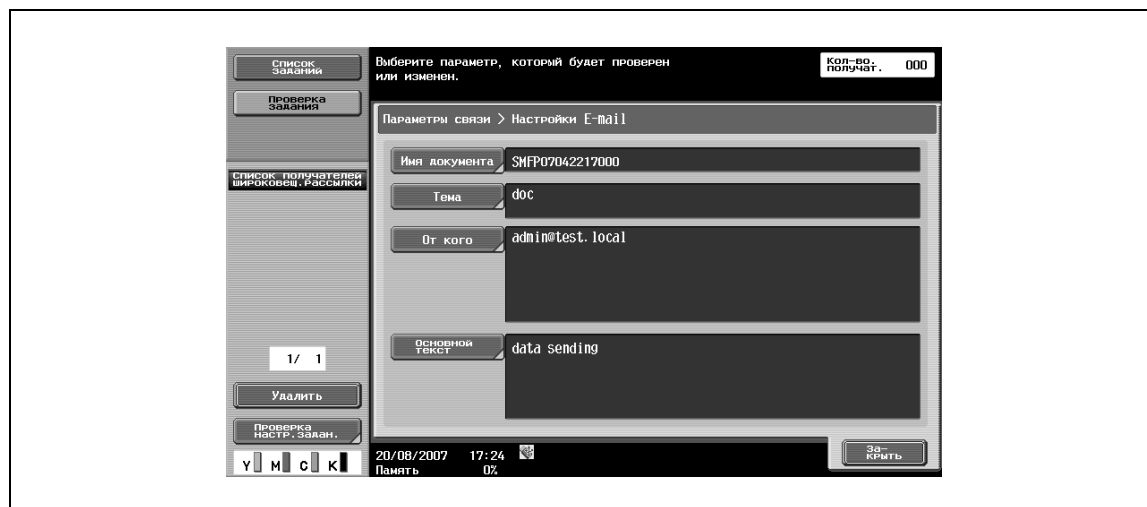 Список
заданий
Проверка
задания
Список получателей
широковещ.рассылки
1/ 1
Удалить
Проверка
настр.задан.
Y M C K
Выберите параметр, который будет проверен
или изменен.
Кол-во.
получат. 000
Параметры связи > Настройки E-mail
Имя документа SMFP07042217000
Тема doc
От кого admin@test.local
Основной
текст data sending
20/08/2007 17:24
Память 0%
За-
крыть